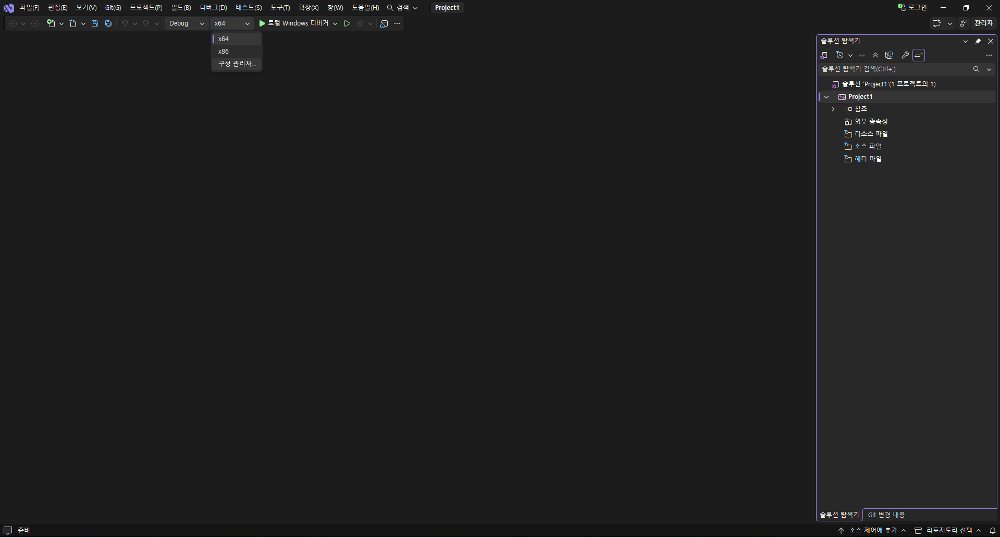 파일(F) 편집(E) 보기(V) Git(G) 프로젝트(P) 빌드(B) 디버그(D) 테스트(S) 도구(T) 확장(X) 창(W) 도움말(H) 검색 Project1 로그인
Debug x64 로컬 Windows 디버거 관리자
x64
x86
구성 관리자...
솔루션 탐색기
솔루션 탐색기 검색(Ctrl+;)
솔루션 'Project1'(1 프로젝트의 1)
Project1
참조
외부 종속성
리소스 파일
소스 파일
헤더 파일
솔루션 탐색기 Git 변경 내용
준비 소스 제어에 추가 리포지토리 선택